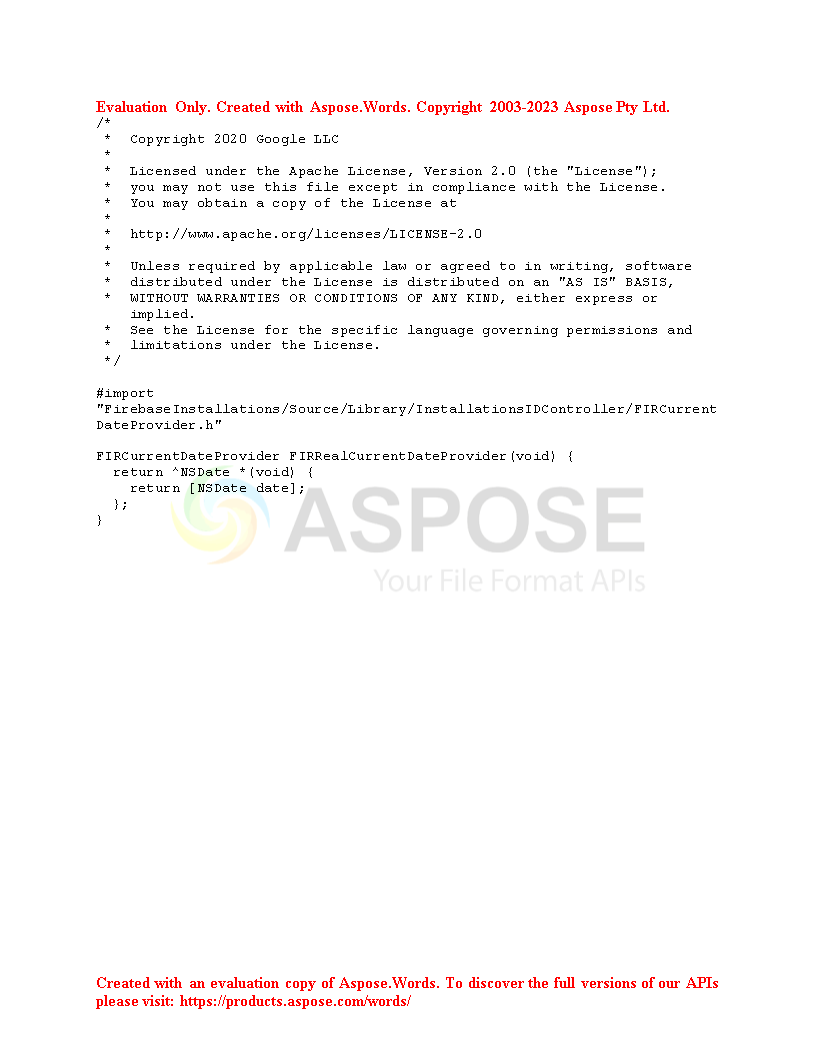 Evaluation Only. Created with Aspose.Words. Copyright 2003-2023 Aspose Pty Ltd.
/*
 * Copyright 2020 Google LLC
 *
 * Licensed under the Apache License, Version 2.0 (the "License");
 * you may not use this file except in compliance with the License.
 * You may obtain a copy of the License at
 *
 * http://www.apache.org/licenses/LICENSE-2.0
 *
 * Unless required by applicable law or agreed to in writing, software
 * distributed under the License is distributed on an "AS IS" BASIS,
 * WITHOUT WARRANTIES OR CONDITIONS OF ANY KIND, either express or
   implied.
 * See the License for the specific language governing permissions and
 * limitations under the License.
 */

#import
"FirebaseInstallations/Source/Library/InstallationsIDController/FIRCurrent
DateProvider.h"

FIRCurrentDateProvider FIRRealCurrentDateProvider(void) {
  return ^NSDate *(void) {
    return [NSDate date];
  };
}
ASPOSE
Your File Format APIs
Created with an evaluation copy of Aspose.Words. To discover the full versions of our APIs
please visit: https://products.aspose.com/words/